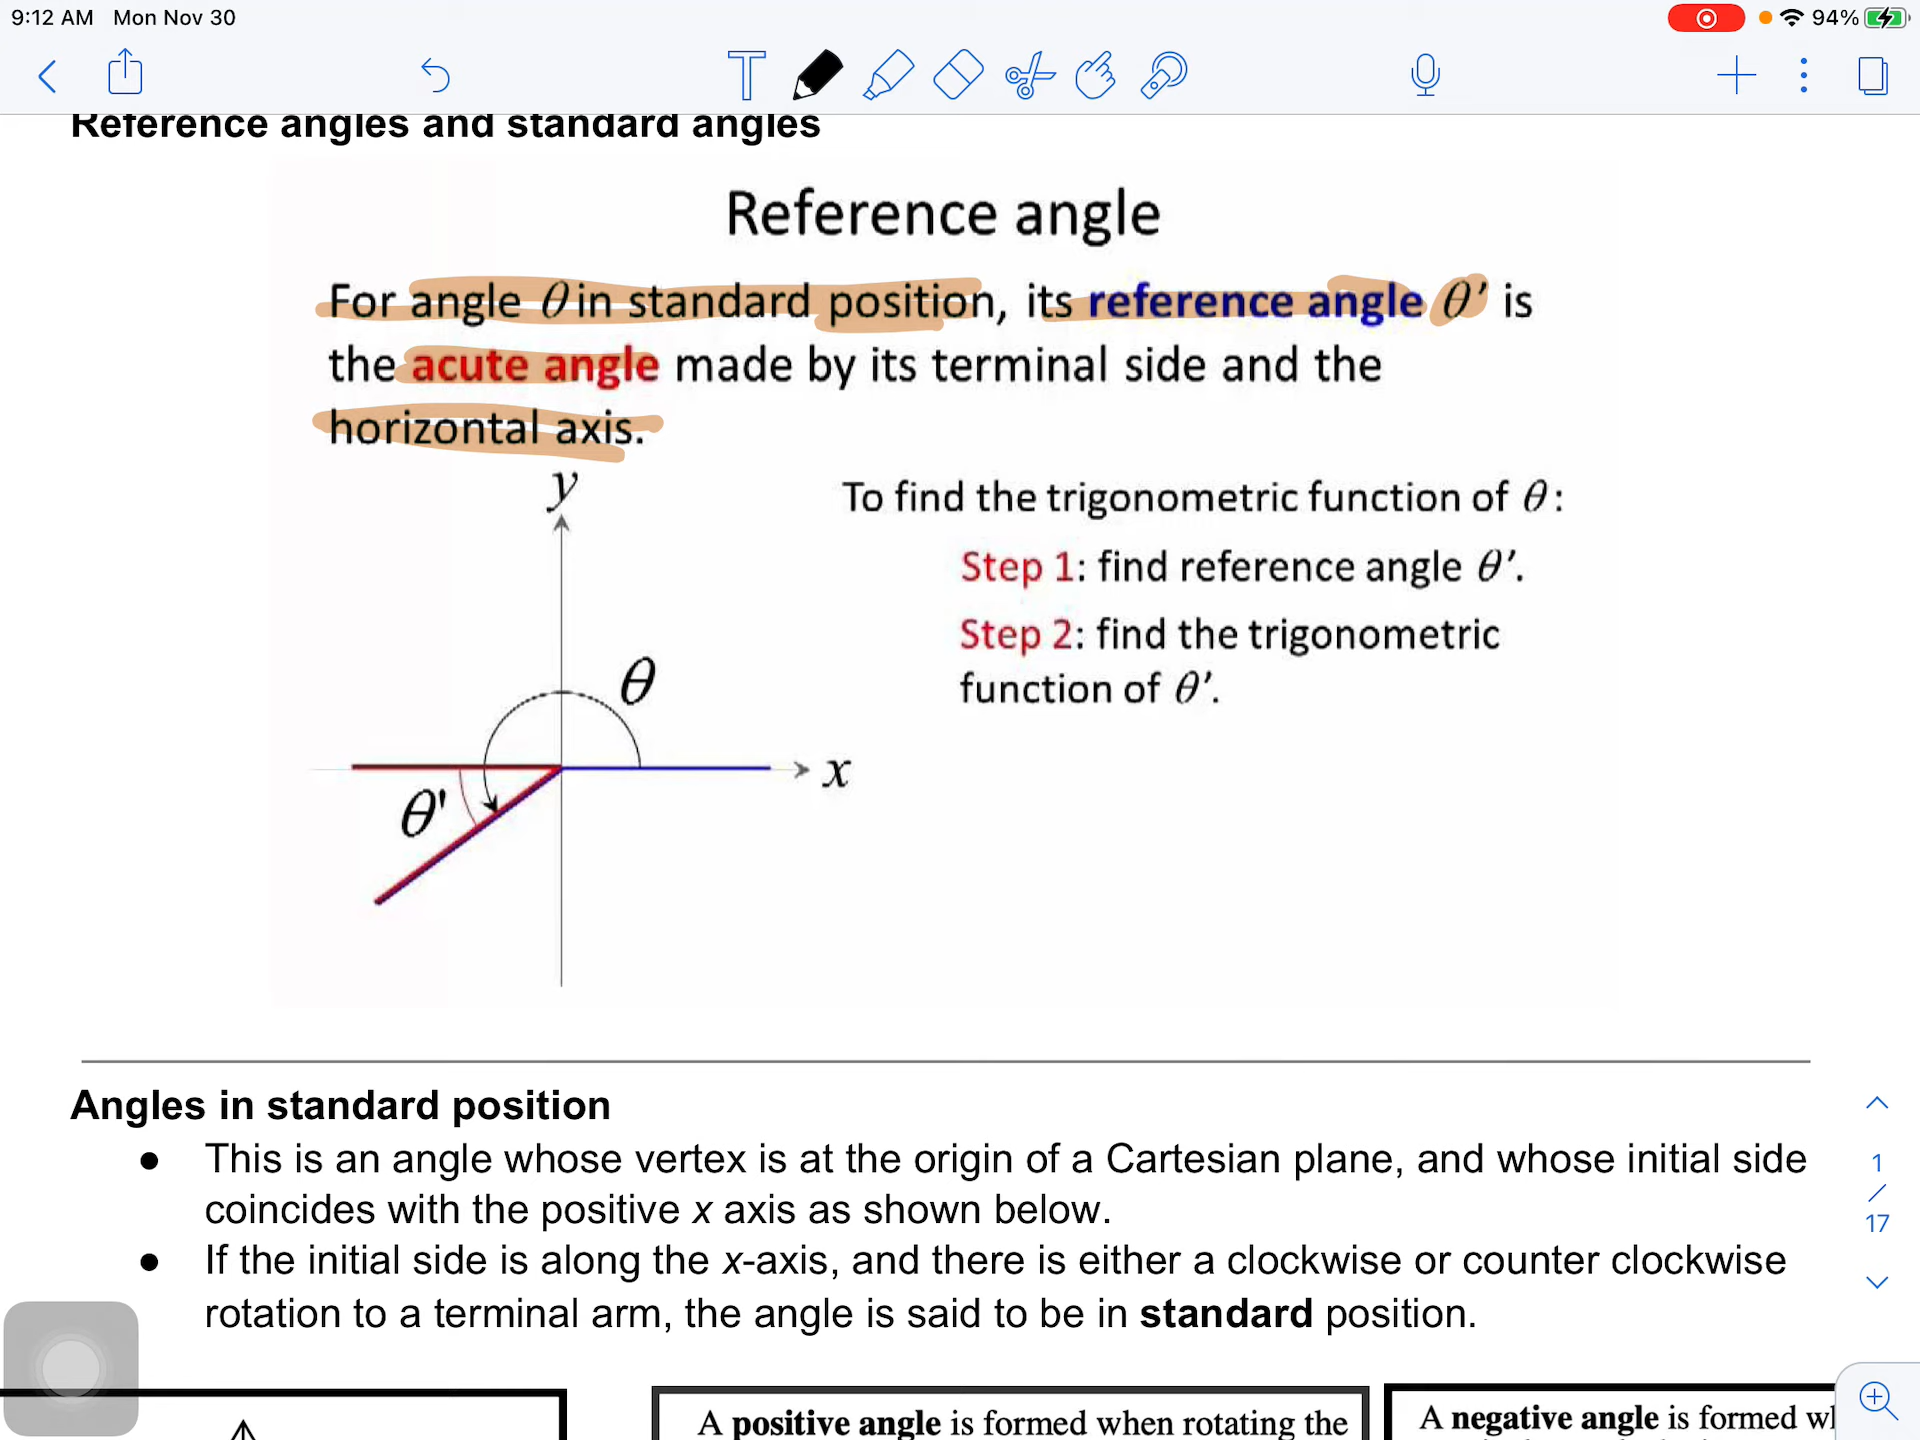 9:12 AM Mon Nov 30
94%
T
Reference angles and standard angles
Reference angle
For angle θ in standard position, its reference angle θ’ is
the acute angle made by its terminal side and the
horizontal axis.
y
To find the trigonometric function of θ:
Step 1: find reference angle θ’.
Step 2: find the trigonometric
function of θ’.
θ
x
θ'
Angles in standard position
● This is an angle whose vertex is at the origin of a Cartesian plane, and whose initial side
coincides with the positive x axis as shown below.
● If the initial side is along the x-axis, and there is either a clockwise or counter clockwise
rotation to a terminal arm, the angle is said to be in standard position.
1
/
17
A positive angle is formed when rotating the
A negative angle is formed